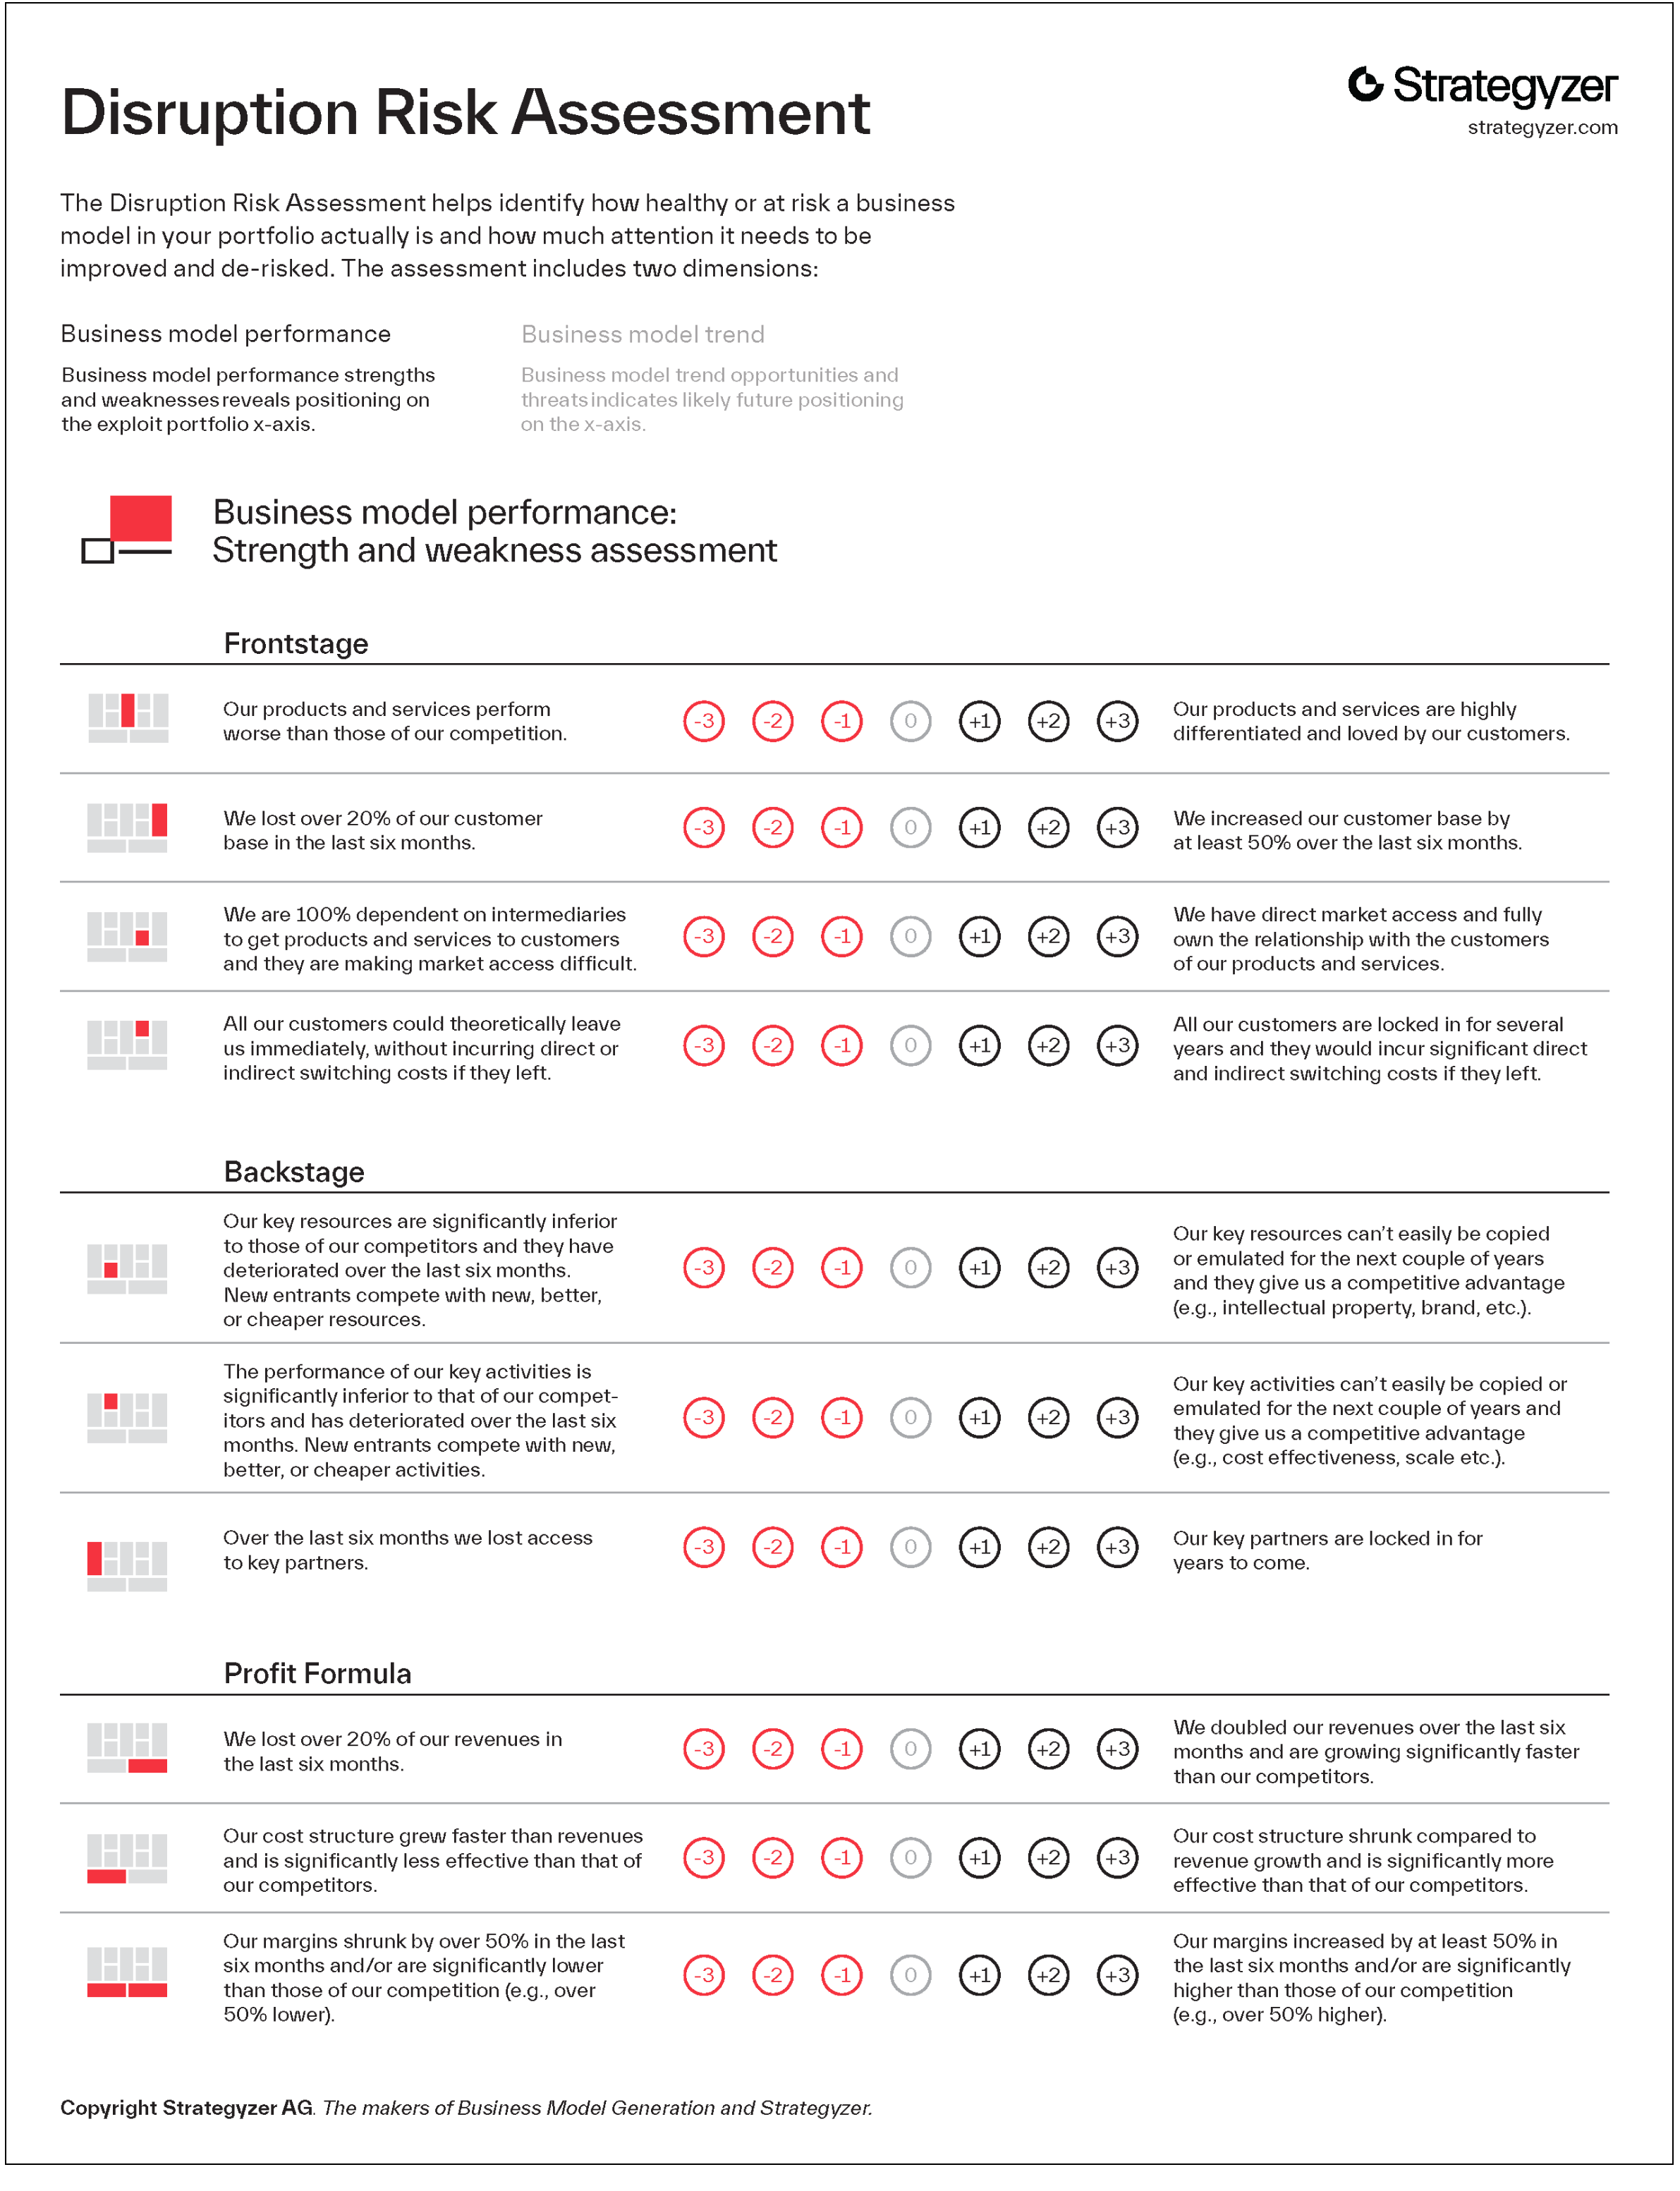 Disruption Risk Assessment
Strategyzer
strategyzer.com
The Disruption Risk Assessment helps identify how healthy or at risk a business
model in your portfolio actually is and how much attention it needs to be
improved and de-risked. The assessment includes two dimensions:
Business model performance
Business model performance strengths
and weaknesses reveals positioning on
the exploit portfolio x-axis.
Business model trend
Business model trend opportunities and
threats indicates likely future positioning
on the x-axis.
Business model performance:
Strength and weakness assessment
Frontstage
Our products and services perform
worse than those of our competition.
-3 -2 -1 0 +1 +2 +3
Our products and services are highly
differentiated and loved by our customers.
We lost over 20% of our customer
base in the last six months.
-3 -2 -1 0 +1 +2 +3
We increased our customer base by
at least 50% over the last six months.
We are 100% dependent on intermediaries
to get products and services to customers
and they are making market access difficult.
-3 -2 -1 0 +1 +2 +3
We have direct market access and fully
own the relationship with the customers
of our products and services.
All our customers could theoretically leave
us immediately, without incurring direct or
indirect switching costs if they left.
-3 -2 -1 0 +1 +2 +3
All our customers are locked in for several
years and they would incur significant direct
and indirect switching costs if they left.
Backstage
Our key resources are significantly inferior
to those of our competitors and they have
deteriorated over the last six months.
New entrants compete with new, better,
or cheaper resources.
-3 -2 -1 0 +1 +2 +3
Our key resources can't easily be copied
or emulated for the next couple of years
and they give us a competitive advantage
(e.g., intellectual property, brand, etc.).
The performance of our key activities is
significantly inferior to that of our compet-
itors and has deteriorated over the last six
months. New entrants compete with new,
better, or cheaper activities.
-3 -2 -1 0 +1 +2 +3
Our key activities can't easily be copied or
emulated for the next couple of years and
they give us a competitive advantage
(e.g., cost effectiveness, scale etc.).
Over the last six months we lost access
to key partners.
-3 -2 -1 0 +1 +2 +3
Our key partners are locked in for
years to come.
Profit Formula
We lost over 20% of our revenues in
the last six months.
-3 -2 -1 0 +1 +2 +3
We doubled our revenues over the last six
months and are growing significantly faster
than our competitors.
Our cost structure grew faster than revenues
and is significantly less effective than that of
our competitors.
-3 -2 -1 0 +1 +2 +3
Our cost structure shrunk compared to
revenue growth and is significantly more
effective than that of our competitors.
Our margins shrunk by over 50% in the last
six months and/or are significantly lower
than those of our competition (e.g., over
50% lower).
-3 -2 -1 0 +1 +2 +3
Our margins increased by at least 50% in
the last six months and/or are significantly
higher than those of our competition
(e.g., over 50% higher).
Copyright Strategyzer AG. The makers of Business Model Generation and Strategyzer.